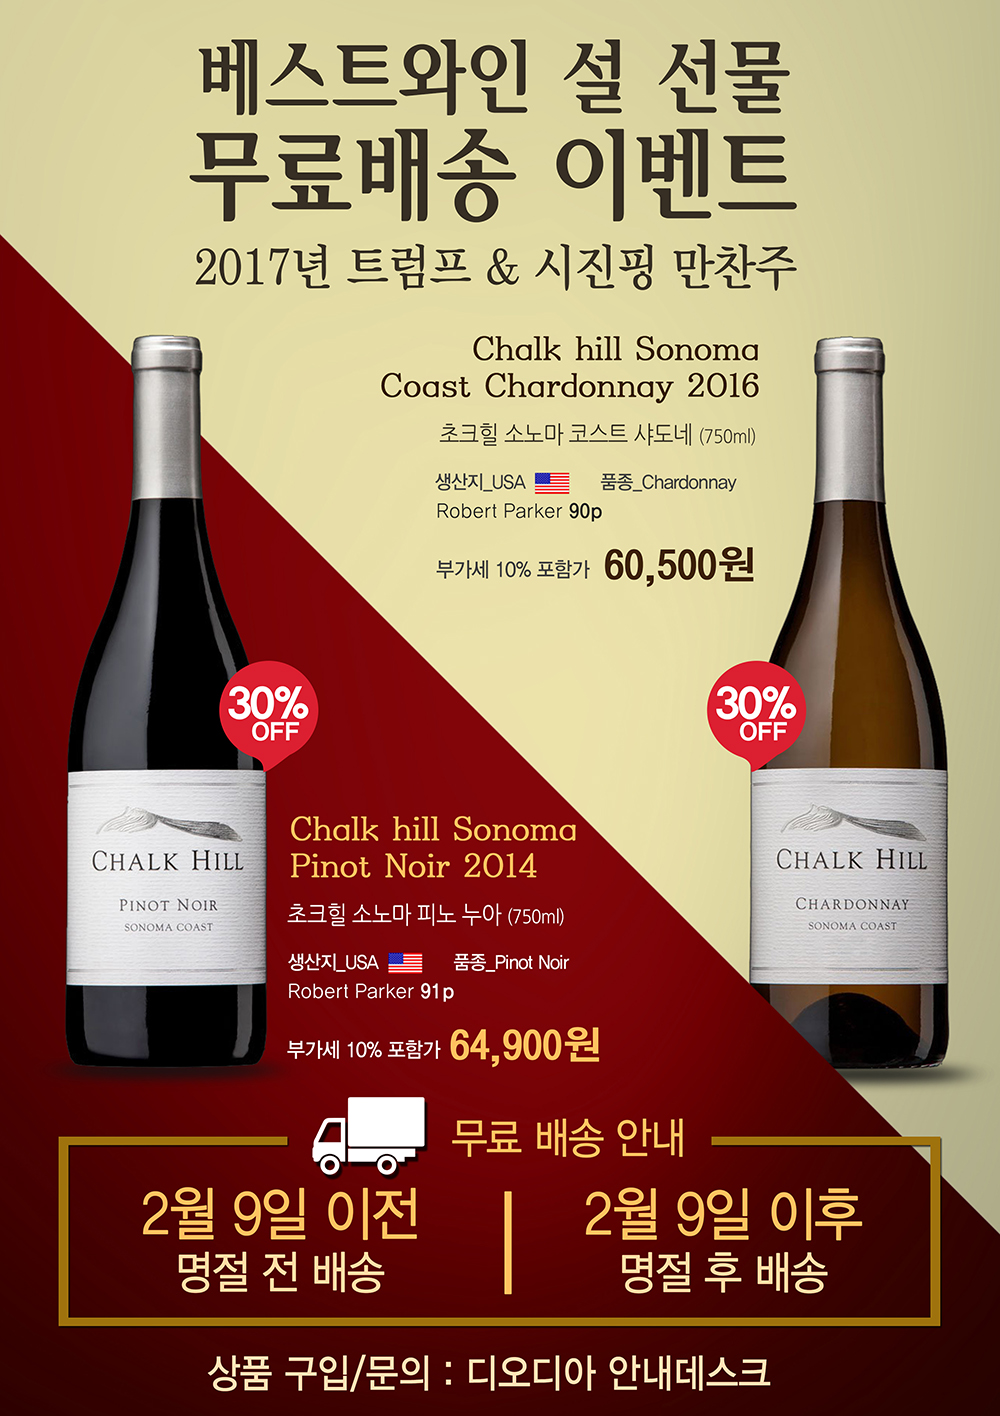 베스트와인 설 선물
무료배송 이벤트
2017년 트럼프 & 시진핑 만찬주
Chalk hill Sonoma
Coast Chardonnay 2016
초크힐 소노마 코스트 샤도네 (750ml)
생산지_USA 품종_Chardonnay
Robert Parker 90p
부가세 10% 포함가 60,500원
30%
OFF
30%
OFF
CHALK HILL
PINOT NOIR
SONOMA COAST
CHALK HILL
CHARDONNAY
SONOMA COAST
Chalk hill Sonoma
Pinot Noir 2014
초크힐 소노마 피노 누아 (750ml)
생산지_USA 품종_Pinot Noir
Robert Parker 91p
부가세 10% 포함가 64,900원
무료 배송 안내
2월 9일 이전
명절 전 배송
2월 9일 이후
명절 후 배송
상품 구입/문의 : 디오디아 안내데스크